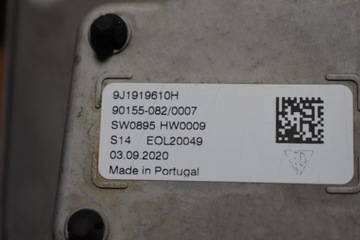 9J1919610H
90155-082/0007
SW0895 HW0009
S14 EOL20049
03.09.2020
Made in Portugal